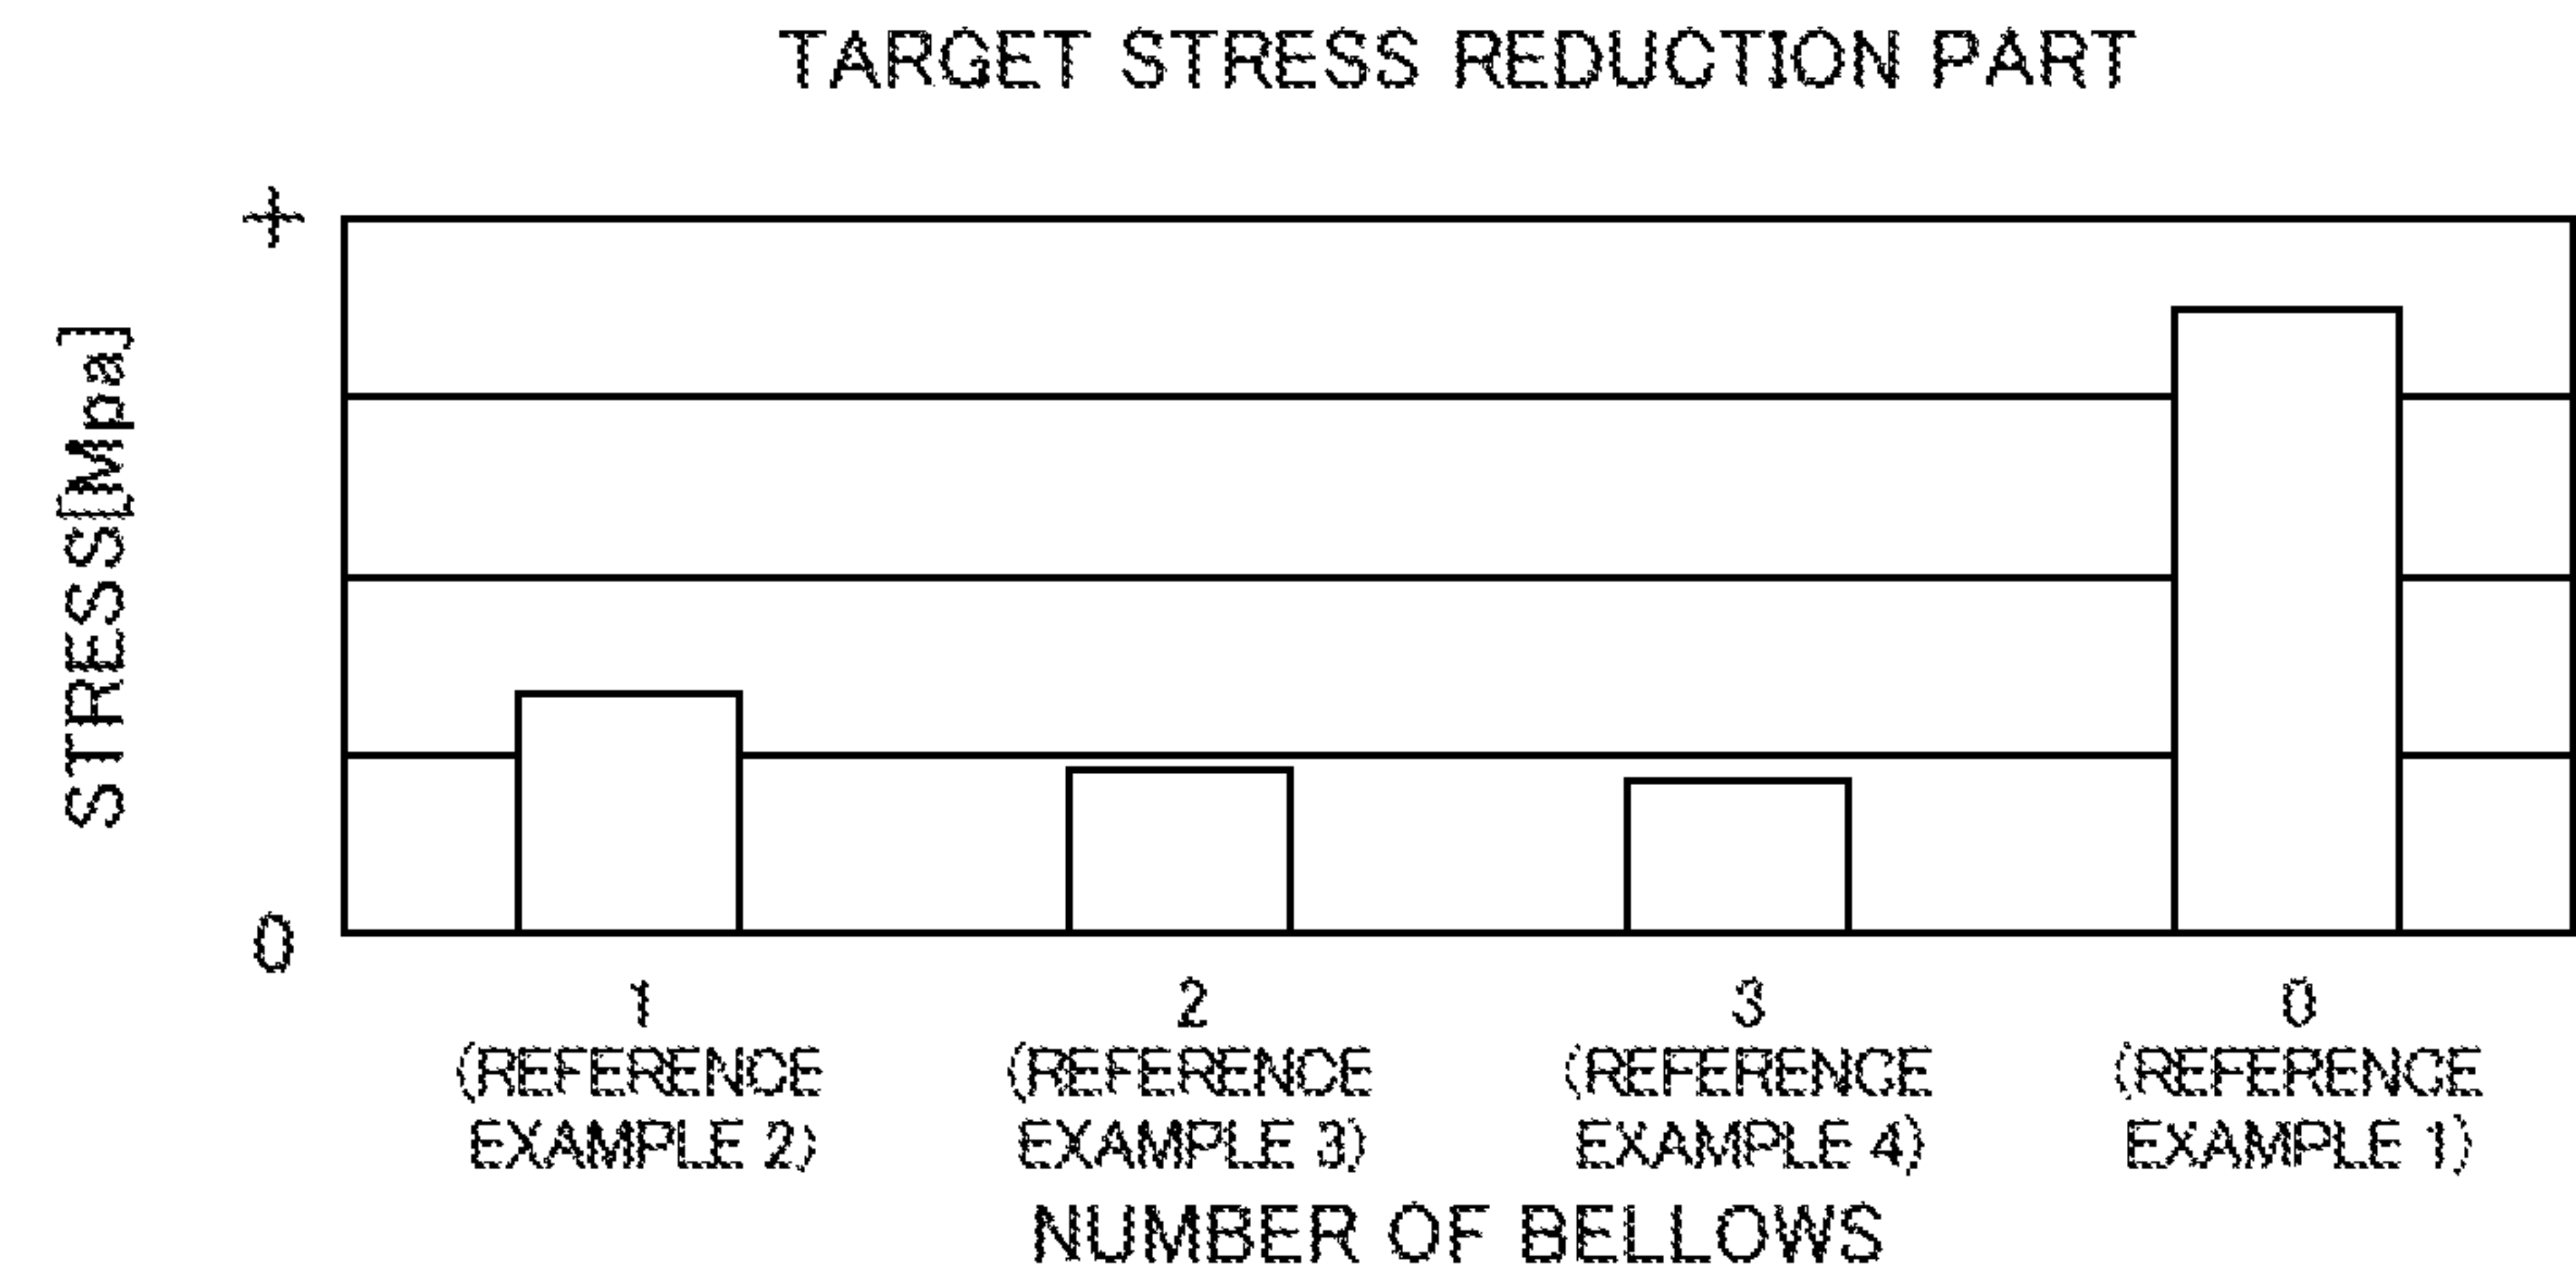 TARGET STRESS REDUCTION PART
+
STRESS[Mpa]
0
1
(REFERENCE
EXAMPLE 2)
2
(REFERENCE
EXAMPLE 3)
3
(REFERENCE
EXAMPLE 4)
0
(REFERENCE
EXAMPLE 1)
NUMBER OF BELLOWS